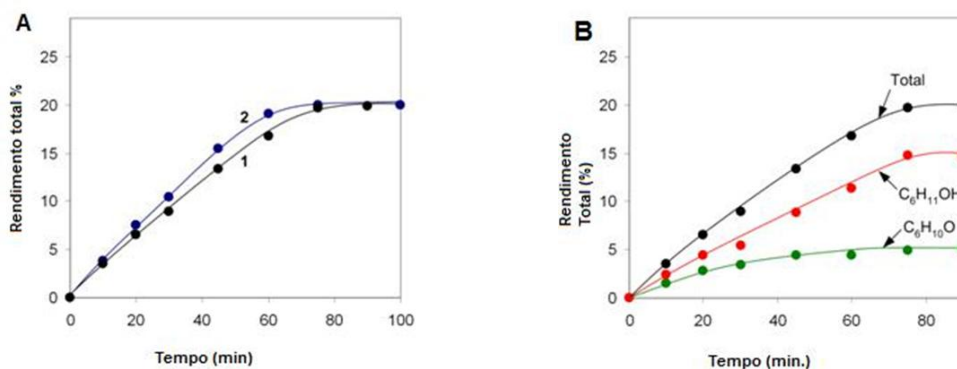 A
Rendimento total %
25
20
15
10
5
0
2
1
0 20 40 60 80 100
Tempo (min)
B
Rendimento
Total (%)
25
20
15
10
5
0
Total
C₆H₁₁OH
C₆H₁₀O
0 20 40 60 80
Tempo (min.)